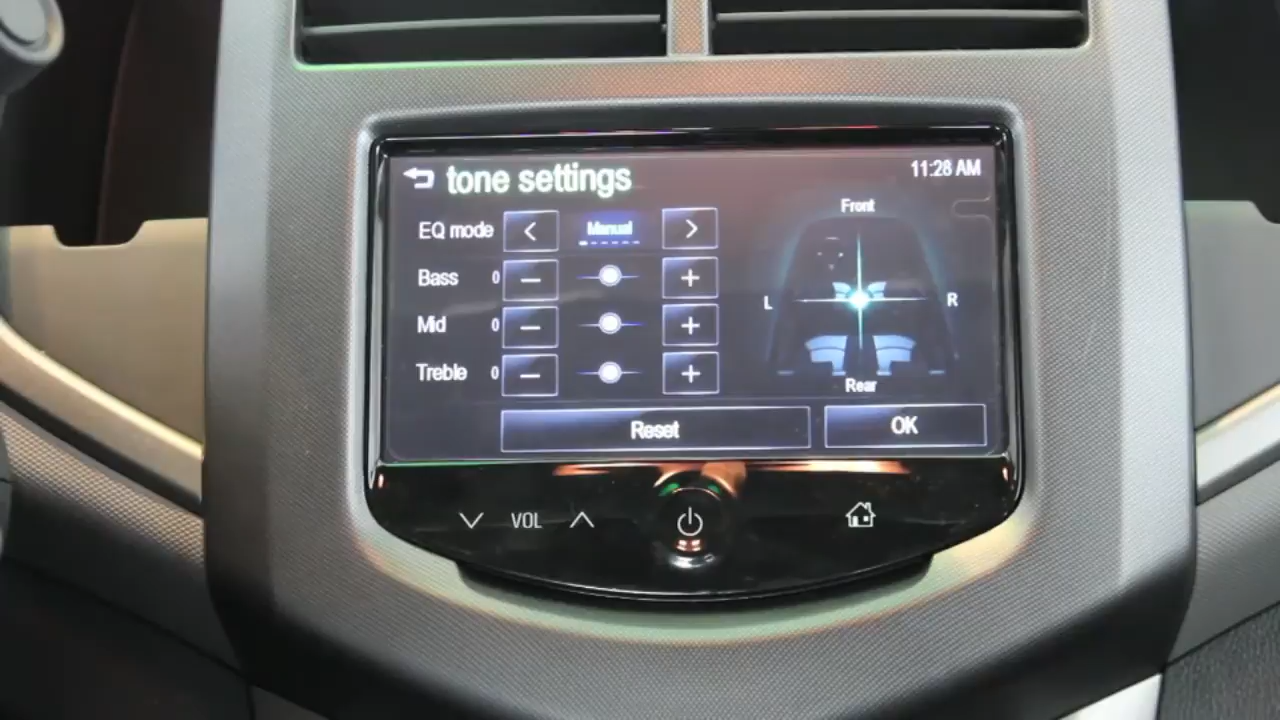 tone settings
11:28 AM
EQ mode
Manual
Front
Bass 0
L
R
Mid 0
Treble 0
Rear
Reset
OK
VOL